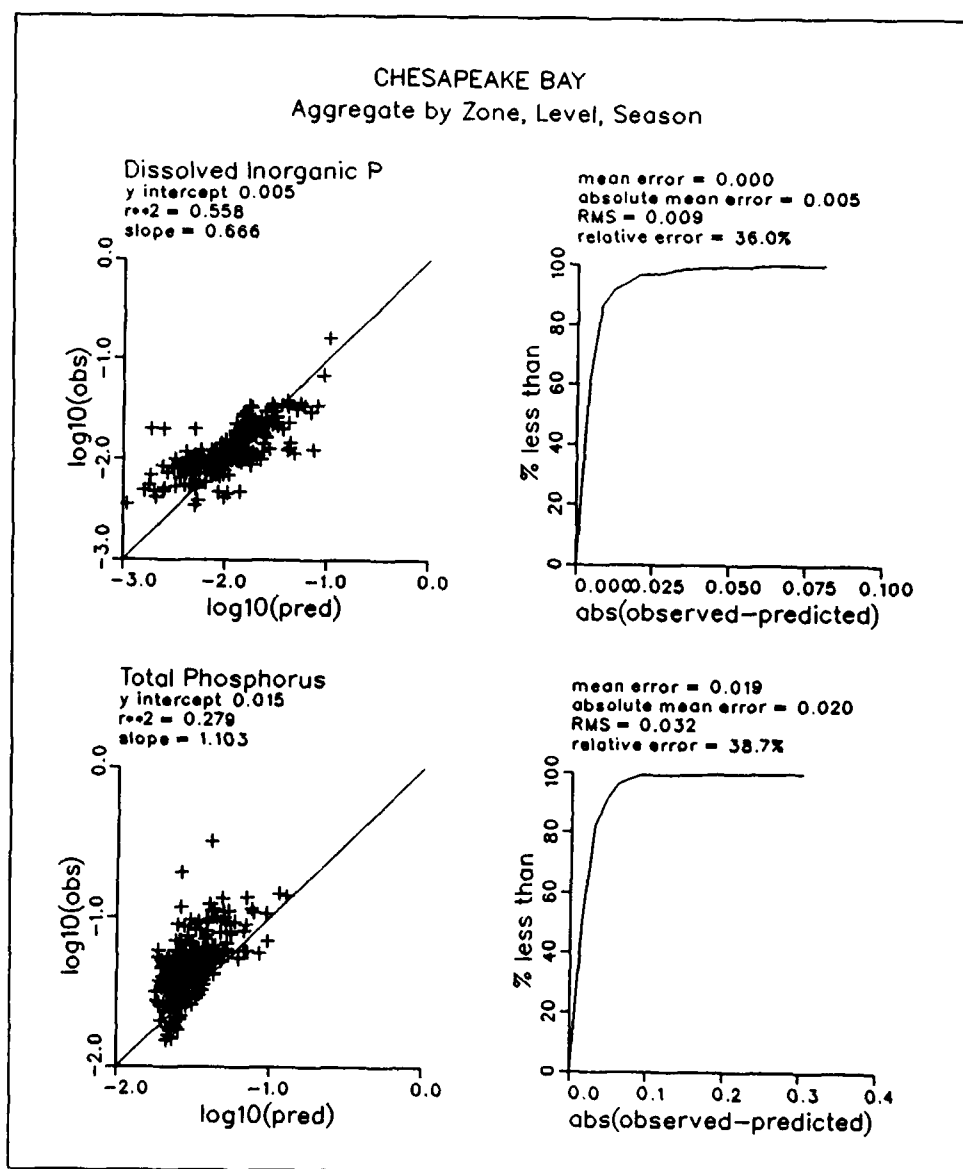 CHESAPEAKE BAY
Aggregate by Zone, Level, Season
Dissolved Inorganic P
y intercept 0.005
r**2 = 0.558
slope = 0.666
0.0
-1.0
-2.0
-3.0
log10(obs)
-3.0 -2.0 -1.0 0.0
log10(pred)
mean error = 0.000
absolute mean error = 0.005
RMS = 0.009
relative error = 36.0%
100
80
60
40
20
0
% less than
0.000 0.025 0.050 0.075 0.100
abs(observed-predicted)
Total Phosphorus
y intercept 0.015
r**2 = 0.279
slope = 1.103
0.0
-1.0
-2.0
log10(obs)
-2.0 -1.0 0.0
log10(pred)
mean error = 0.019
absolute mean error = 0.020
RMS = 0.032
relative error = 38.7%
100
80
60
40
20
0
% less than
0.0 0.1 0.2 0.3 0.4
abs(observed-predicted)